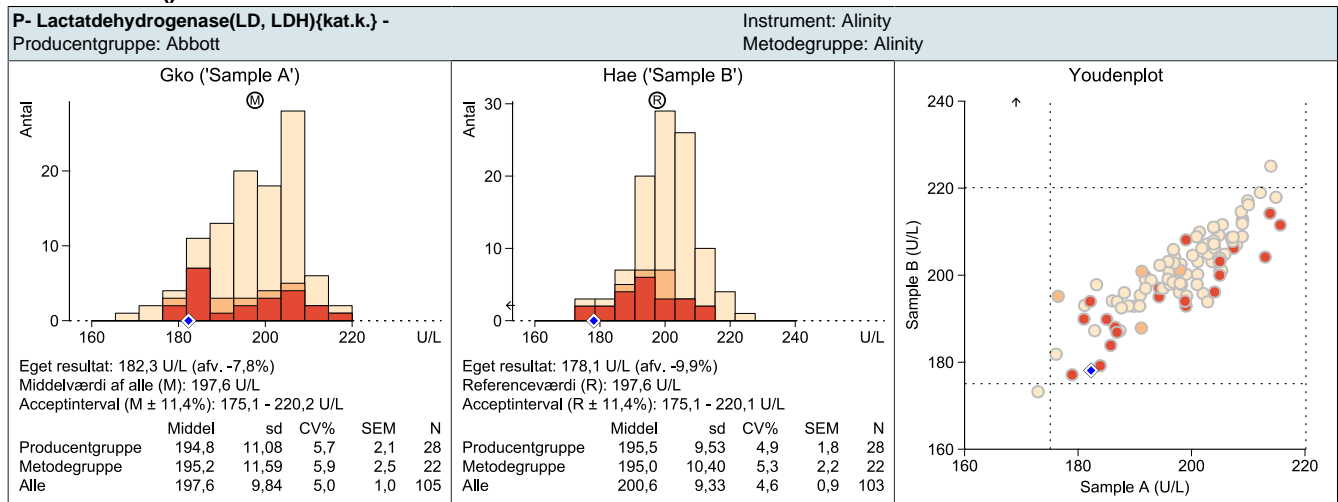 P- Lactatdehydrogenase(LD, LDH){kat.k.} -
Producentgruppe: Abbott
Instrument: Alinity
Metodegruppe: Alinity
Gko ('Sample A')
M
Antal
20
10
0
160 180 200 220 U/L
Eget resultat: 182,3 U/L (afv. -7,8%)
Middelværdi af alle (M): 197,6 U/L
Acceptinterval (M ± 11,4%): 175,1 - 220,2 U/L
Middel sd CV% SEM N
Producentgruppe 194,8 11,08 5,7 2,1 28
Metodegruppe 195,2 11,59 5,9 2,5 22
Alle 197,6 9,84 5,0 1,0 105
Hae ('Sample B')
R
Antal
30
20
10
0
160 180 200 220 240 U/L
Eget resultat: 178,1 U/L (afv. -9,9%)
Referenceværdi (R): 197,6 U/L
Acceptinterval (R ± 11,4%): 175,1 - 220,1 U/L
Middel sd CV% SEM N
Producentgruppe 195,5 9,53 4,9 1,8 28
Metodegruppe 195,0 10,40 5,3 2,2 22
Alle 200,6 9,33 4,6 0,9 103
Youdenplot
Sample B (U/L)
240
220
200
180
160
160 180 200 220
Sample A (U/L)